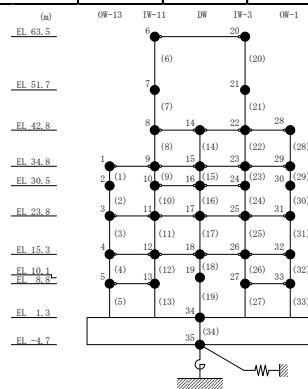 (m) OW-13 IW-11 DW IW-3 OW-1
EL 63.5 6 20
(6) (20)
EL 51.7 7 21
(7) (21)
EL 42.8 8 14 22 28
(8) (14) (22) (28)
EL 34.8 1 9 15 23 29
(1) (9) (15) (23) (29)
EL 30.5 2 10 16 24 30
(2) (10) (16) (24) (30)
EL 23.8 3 11 17 25 31
(3) (11) (17) (25) (31)
EL 15.3 4 12 18 26 32
(4) (12) (18) (26) (32)
EL 10.1 19
EL 8.8 5 13 27 33
(5) (13) (19) (27) (33)
EL 1.3 34
(34)
EL -4.7 35